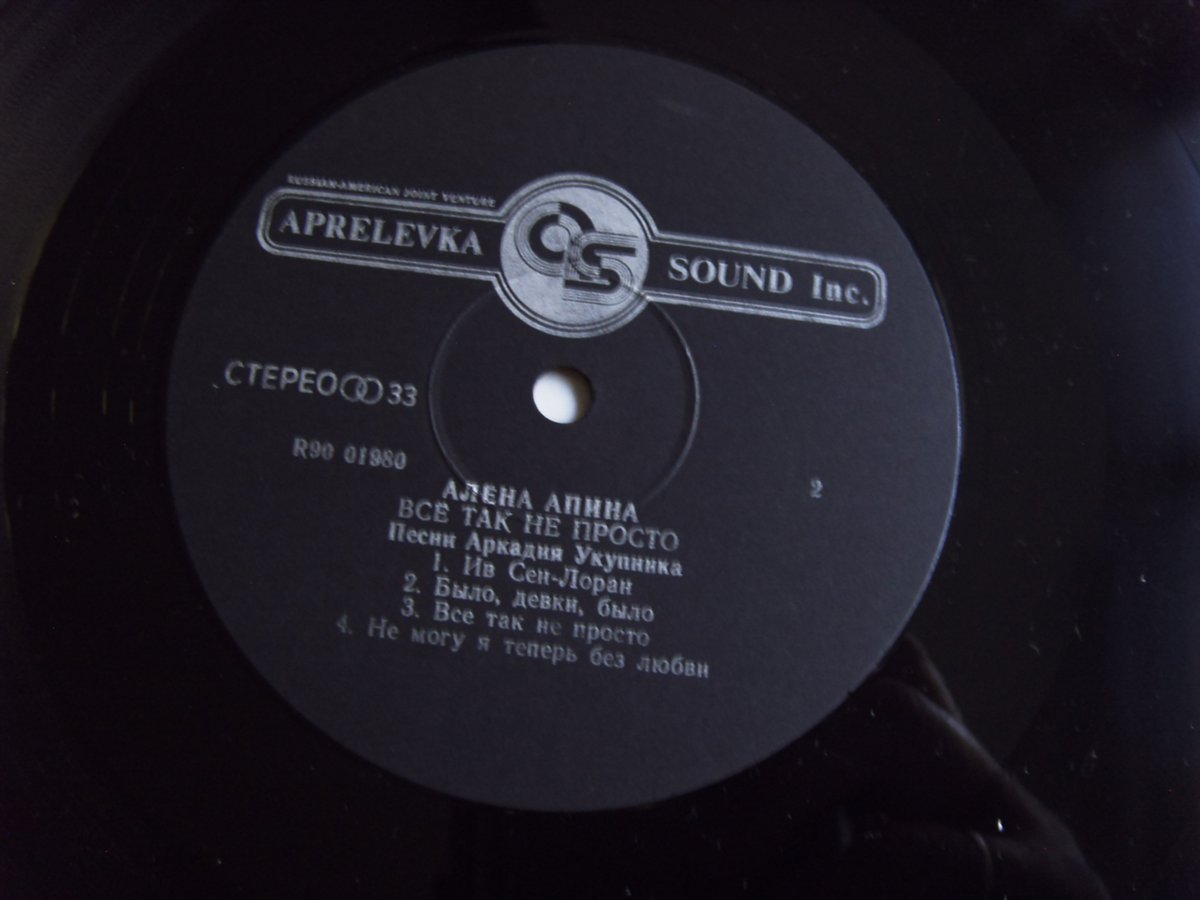 RUSSIAN-AMERICAN JOINT VENTURE
APRELEVKA SOUND Inc.
СТЕРЕО 33
R90 01980
2
АЛЕНА АПИНА
ВСЕ ТАК НЕ ПРОСТО
Песни Аркадия Укупника
1. Ив Сен-Лоран
2. Было, девки, было
3. Все так не просто
4. Не могу я теперь без любви